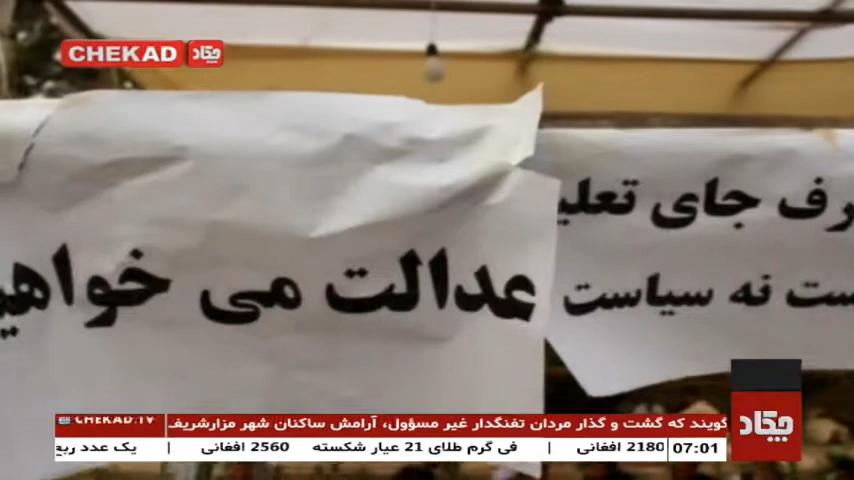 CHEKAD چکاد
رف جای تعلی
ست نه سیاست
عدالت می خواهی
گویند که گشت و گذار مردان تفنگدار غیر مسؤول، آرامش ساکنان شهر مزارشریف
CHEKAD.TV
چکاد
07:01
2180 افغانی | فی گرم طلای 21 عیار شکسته 2560 افغانی | یک عدد ربع